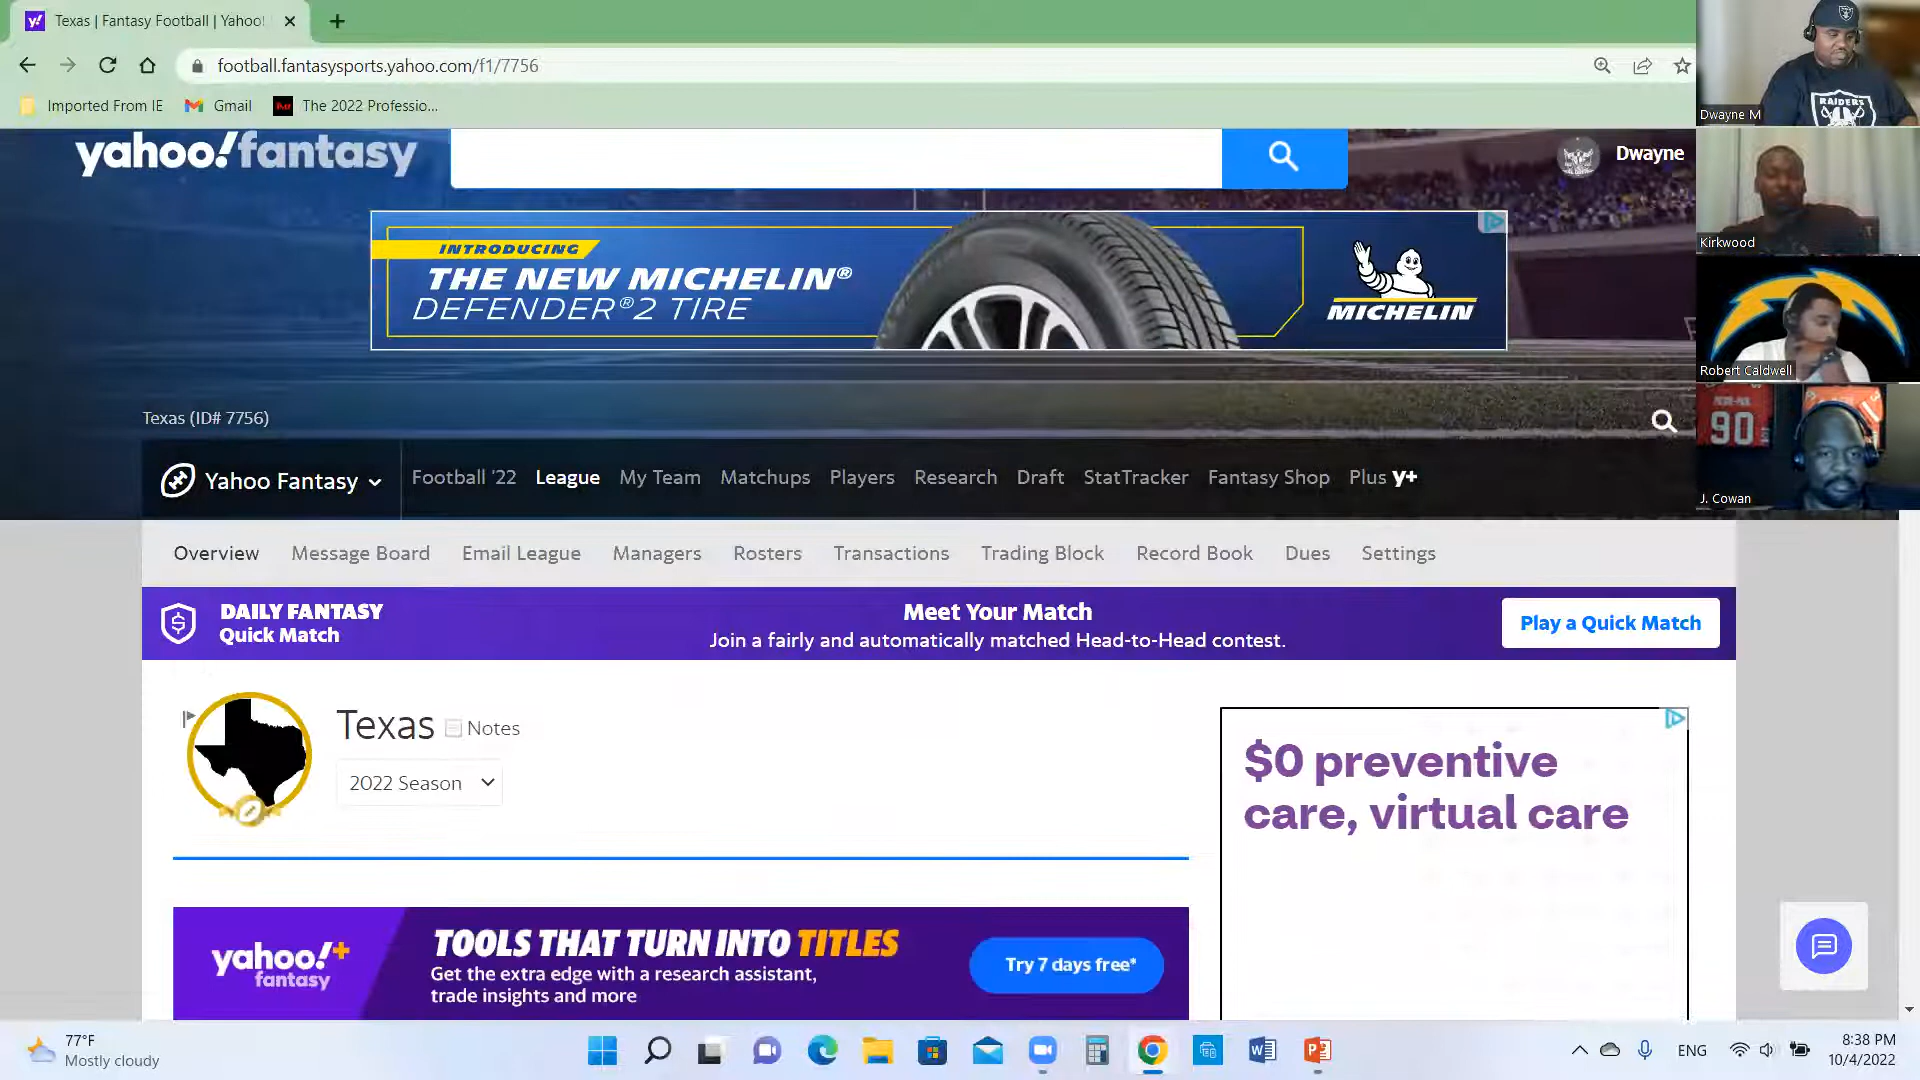 Texas | Fantasy Football | Yahoo!
football.fantasysports.yahoo.com/f1/7756
Imported From IE
Gmail
The 2022 Professio...
yahoo!fantasy
Dwayne
INTRODUCING
THE NEW MICHELIN®
DEFENDER®2 TIRE
MICHELIN
Texas (ID# 7756)
Yahoo Fantasy
Football '22
League
My Team
Matchups
Players
Research
Draft
StatTracker
Fantasy Shop
Plus y+
Overview
Message Board
Email League
Managers
Rosters
Transactions
Trading Block
Record Book
Dues
Settings
DAILY FANTASY
Quick Match
Meet Your Match
Join a fairly and automatically matched Head-to-Head contest.
Play a Quick Match
Texas
Notes
2022 Season
$0 preventive
care, virtual care
yahoo!+
fantasy
TOOLS THAT TURN INTO TITLES
Get the extra edge with a research assistant,
trade insights and more
Try 7 days free*
RAIDERS
Dwayne M
Kirkwood
Robert Caldwell
90
J. Cowan
77°F
Mostly cloudy
ENG
8:38 PM
10/4/2022